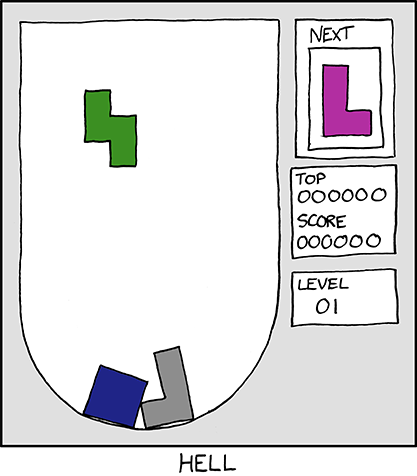 NEXT
TOP
000000
SCORE
000000
LEVEL
01
HELL